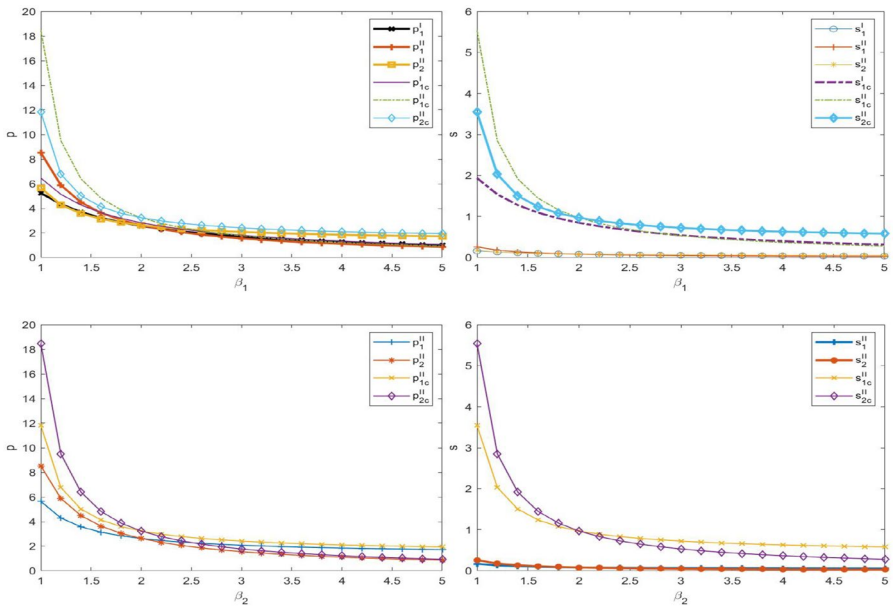 20
18
16
14
12
10
8
6
4
2
0
p
1 1.5 2 2.5 3 3.5 4 4.5 5
β₁
p₁ᴵ
p₁ᴵᴵ
p₂ᴵᴵ
p₁cᴵ
p₁cᴵᴵ
p₂cᴵᴵ
6
5
4
3
2
1
0
s
1 1.5 2 2.5 3 3.5 4 4.5 5
β₁
s₁ᴵ
s₁ᴵᴵ
s₂ᴵᴵ
s₁cᴵ
s₁cᴵᴵ
s₂cᴵᴵ
20
18
16
14
12
10
8
6
4
2
0
p
1 1.5 2 2.5 3 3.5 4 4.5 5
β₂
p₁ᴵᴵ
p₂ᴵᴵ
p₁cᴵᴵ
p₂cᴵᴵ
6
5
4
3
2
1
0
s
1 1.5 2 2.5 3 3.5 4 4.5 5
β₂
s₁ᴵᴵ
s₂ᴵᴵ
s₁cᴵᴵ
s₂cᴵᴵ